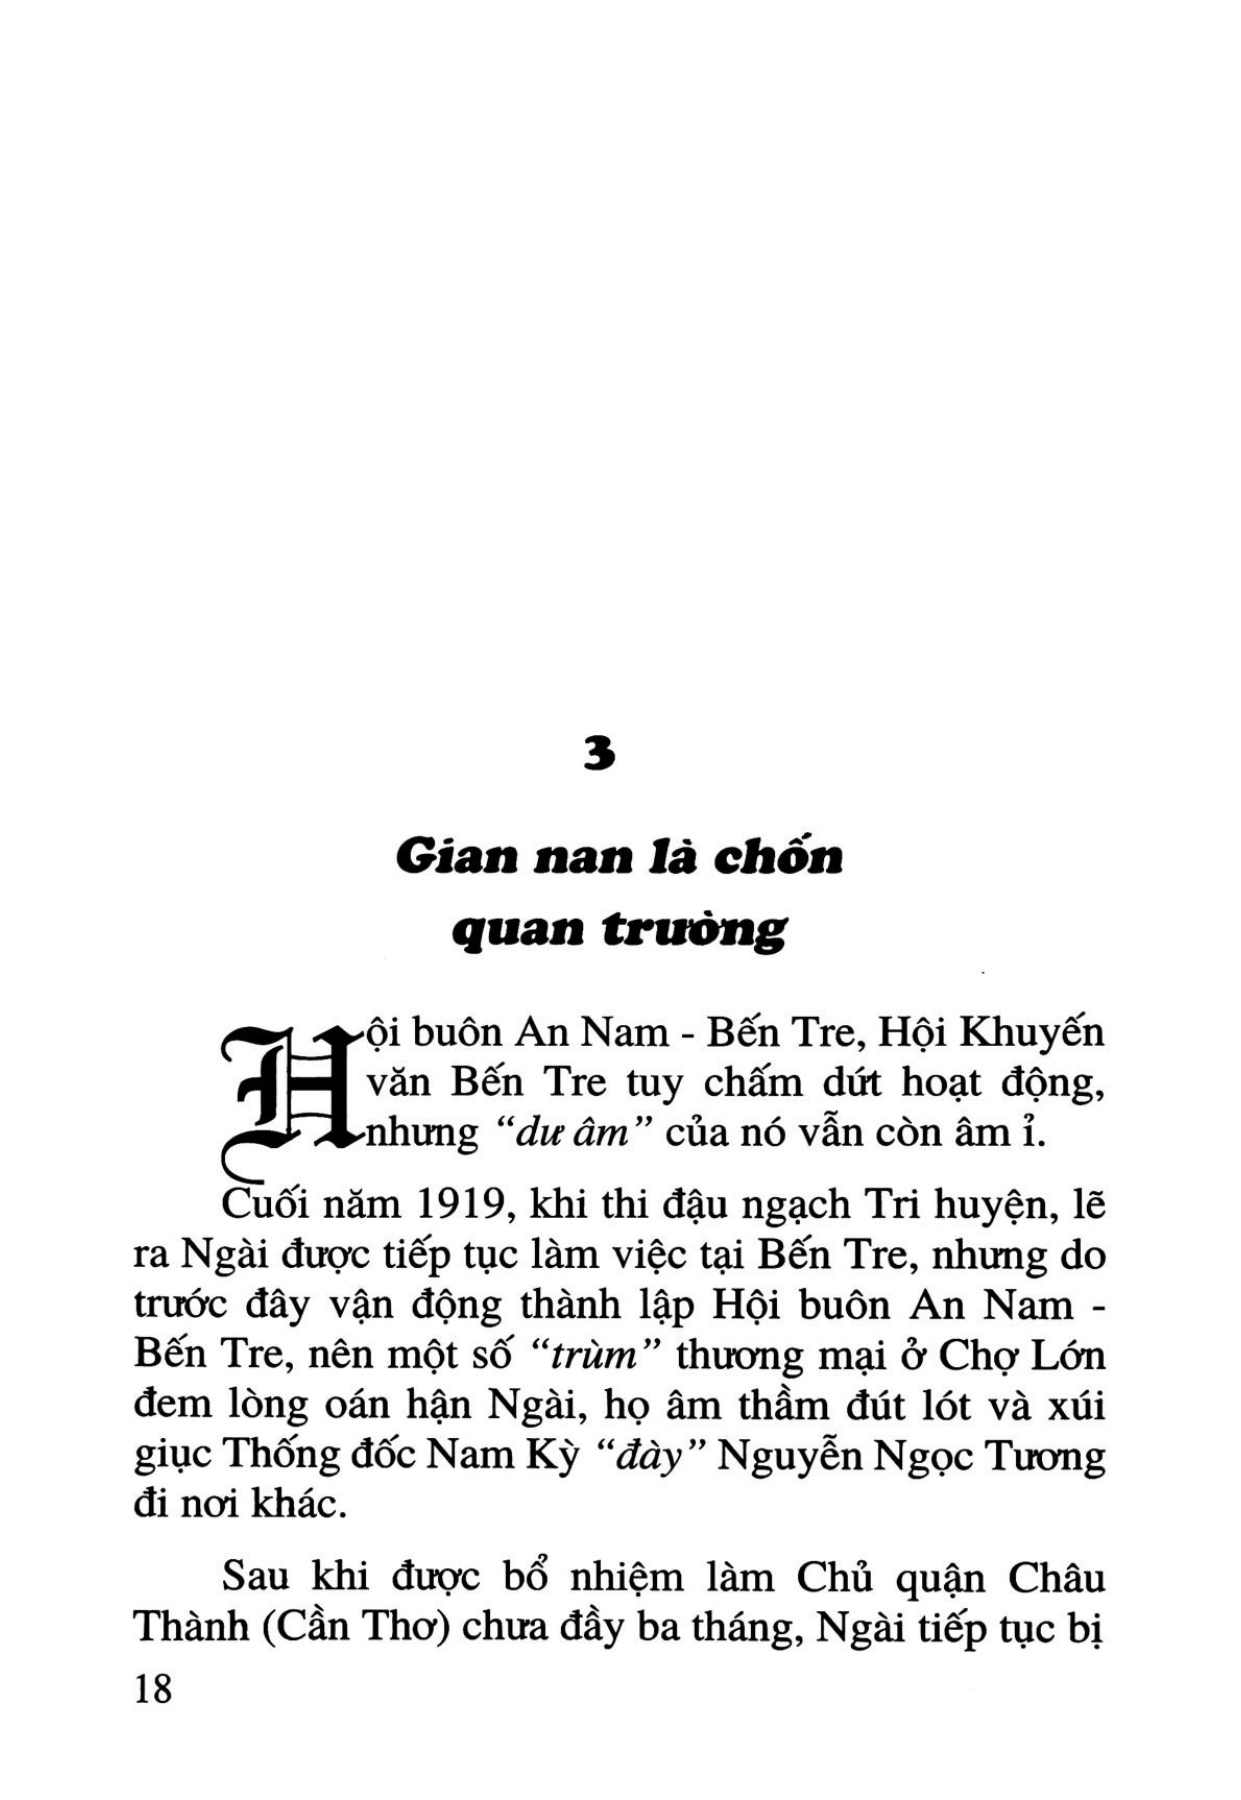 3
Gian nan là chốn
quan trường
Hội buôn An Nam - Bến Tre, Hội Khuyến
văn Bến Tre tuy chấm dứt hoạt động,
nhưng “dư âm” của nó vẫn còn âm ỉ.
Cuối năm 1919, khi thi đậu ngạch Tri huyện, lẽ
ra Ngài được tiếp tục làm việc tại Bến Tre, nhưng do
trước đây vận động thành lập Hội buôn An Nam -
Bến Tre, nên một số “trùm” thương mại ở Chợ Lớn
đem lòng oán hận Ngài, họ âm thầm đút lót và xúi
giục Thống đốc Nam Kỳ “đày” Nguyễn Ngọc Tương
đi nơi khác.
Sau khi được bổ nhiệm làm Chủ quận Châu
Thành (Cần Thơ) chưa đầy ba tháng, Ngài tiếp tục bị
18